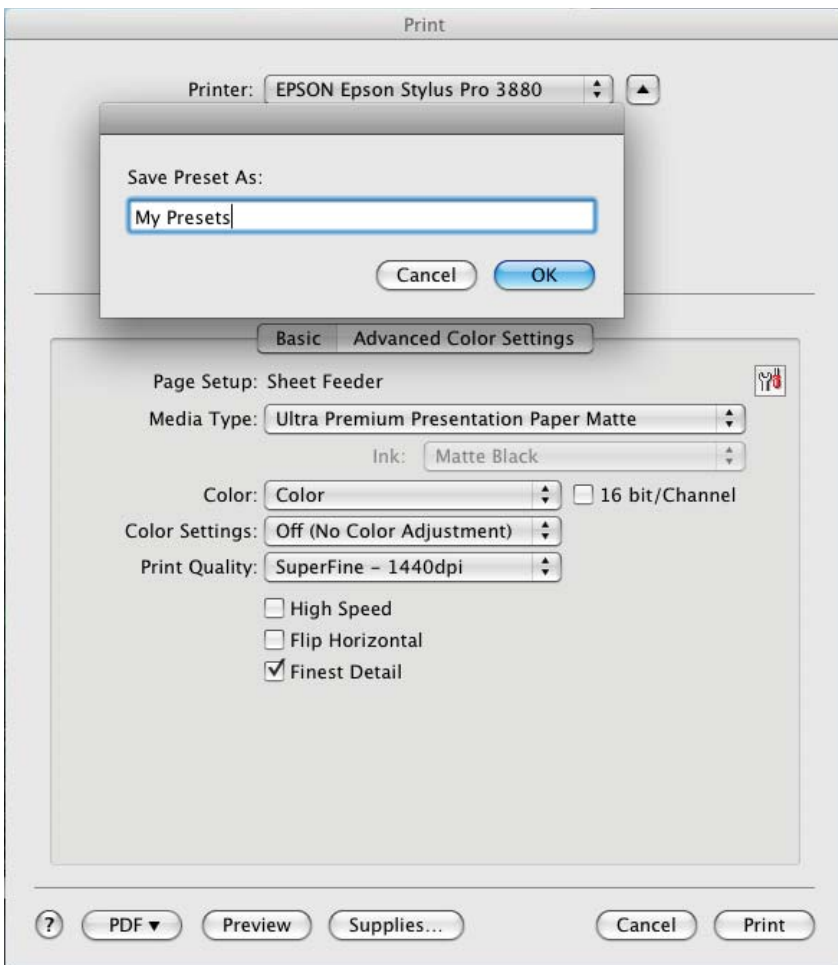 Print
Printer: EPSON Epson Stylus Pro 3880
Save Preset As:
My Presets
Cancel OK
Basic Advanced Color Settings
Page Setup: Sheet Feeder
Media Type: Ultra Premium Presentation Paper Matte
Ink: Matte Black
Color: Color 16 bit/Channel
Color Settings: Off (No Color Adjustment)
Print Quality: SuperFine – 1440dpi
High Speed
Flip Horizontal
Finest Detail
? PDF ▼ Preview Supplies... Cancel Print